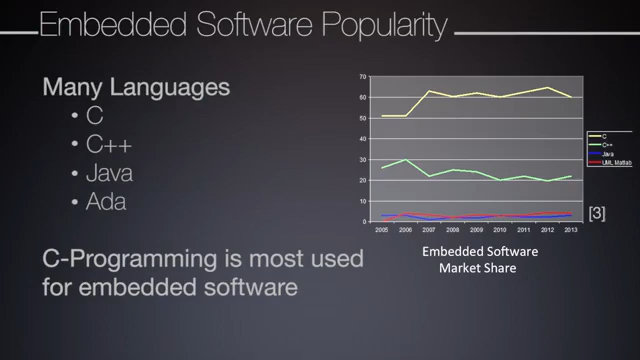 Embedded Software Popularity
Many Languages
• C
• C++
• Java
• Ada
C-Programming is most used
for embedded software
70
60
50
40
30
20
10
0
2005 2006 2007 2008 2009 2010 2011 2012 2013
C
C++
Java
UML Matlab
[3]
Embedded Software
Market Share